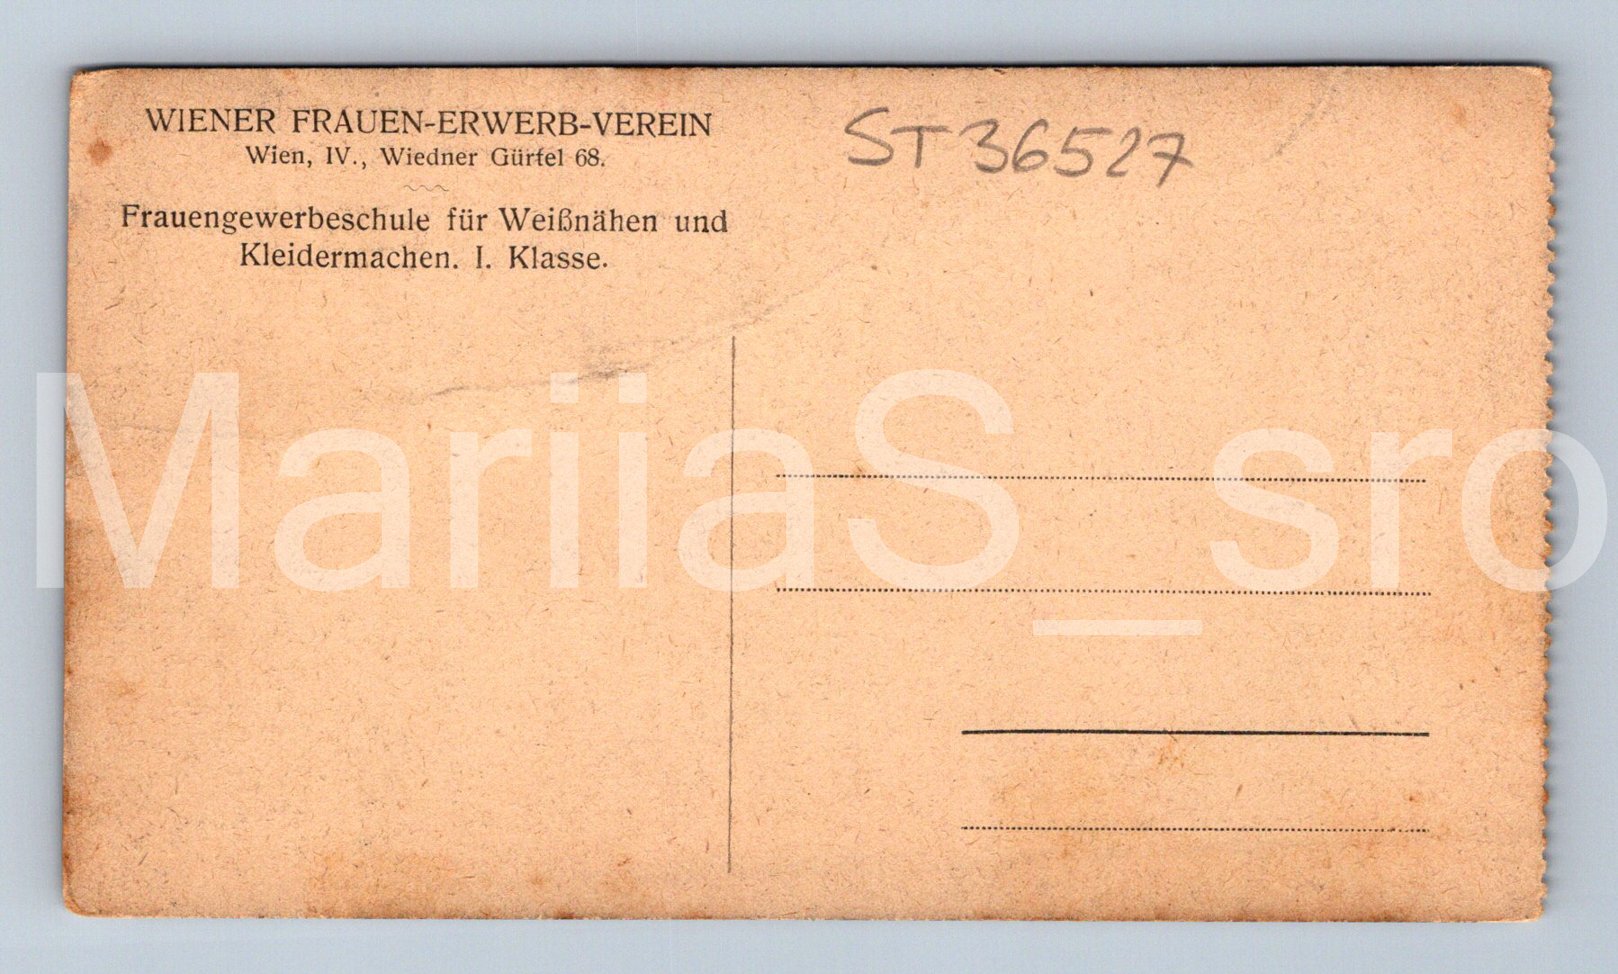 WIENER FRAUEN-ERWERB-VEREIN
Wien, IV., Wiedner Gürtel 68.
Frauengewerbeschule für Weißnähen und
Kleidermachen. I. Klasse.
ST 36527
MariiaS_sro